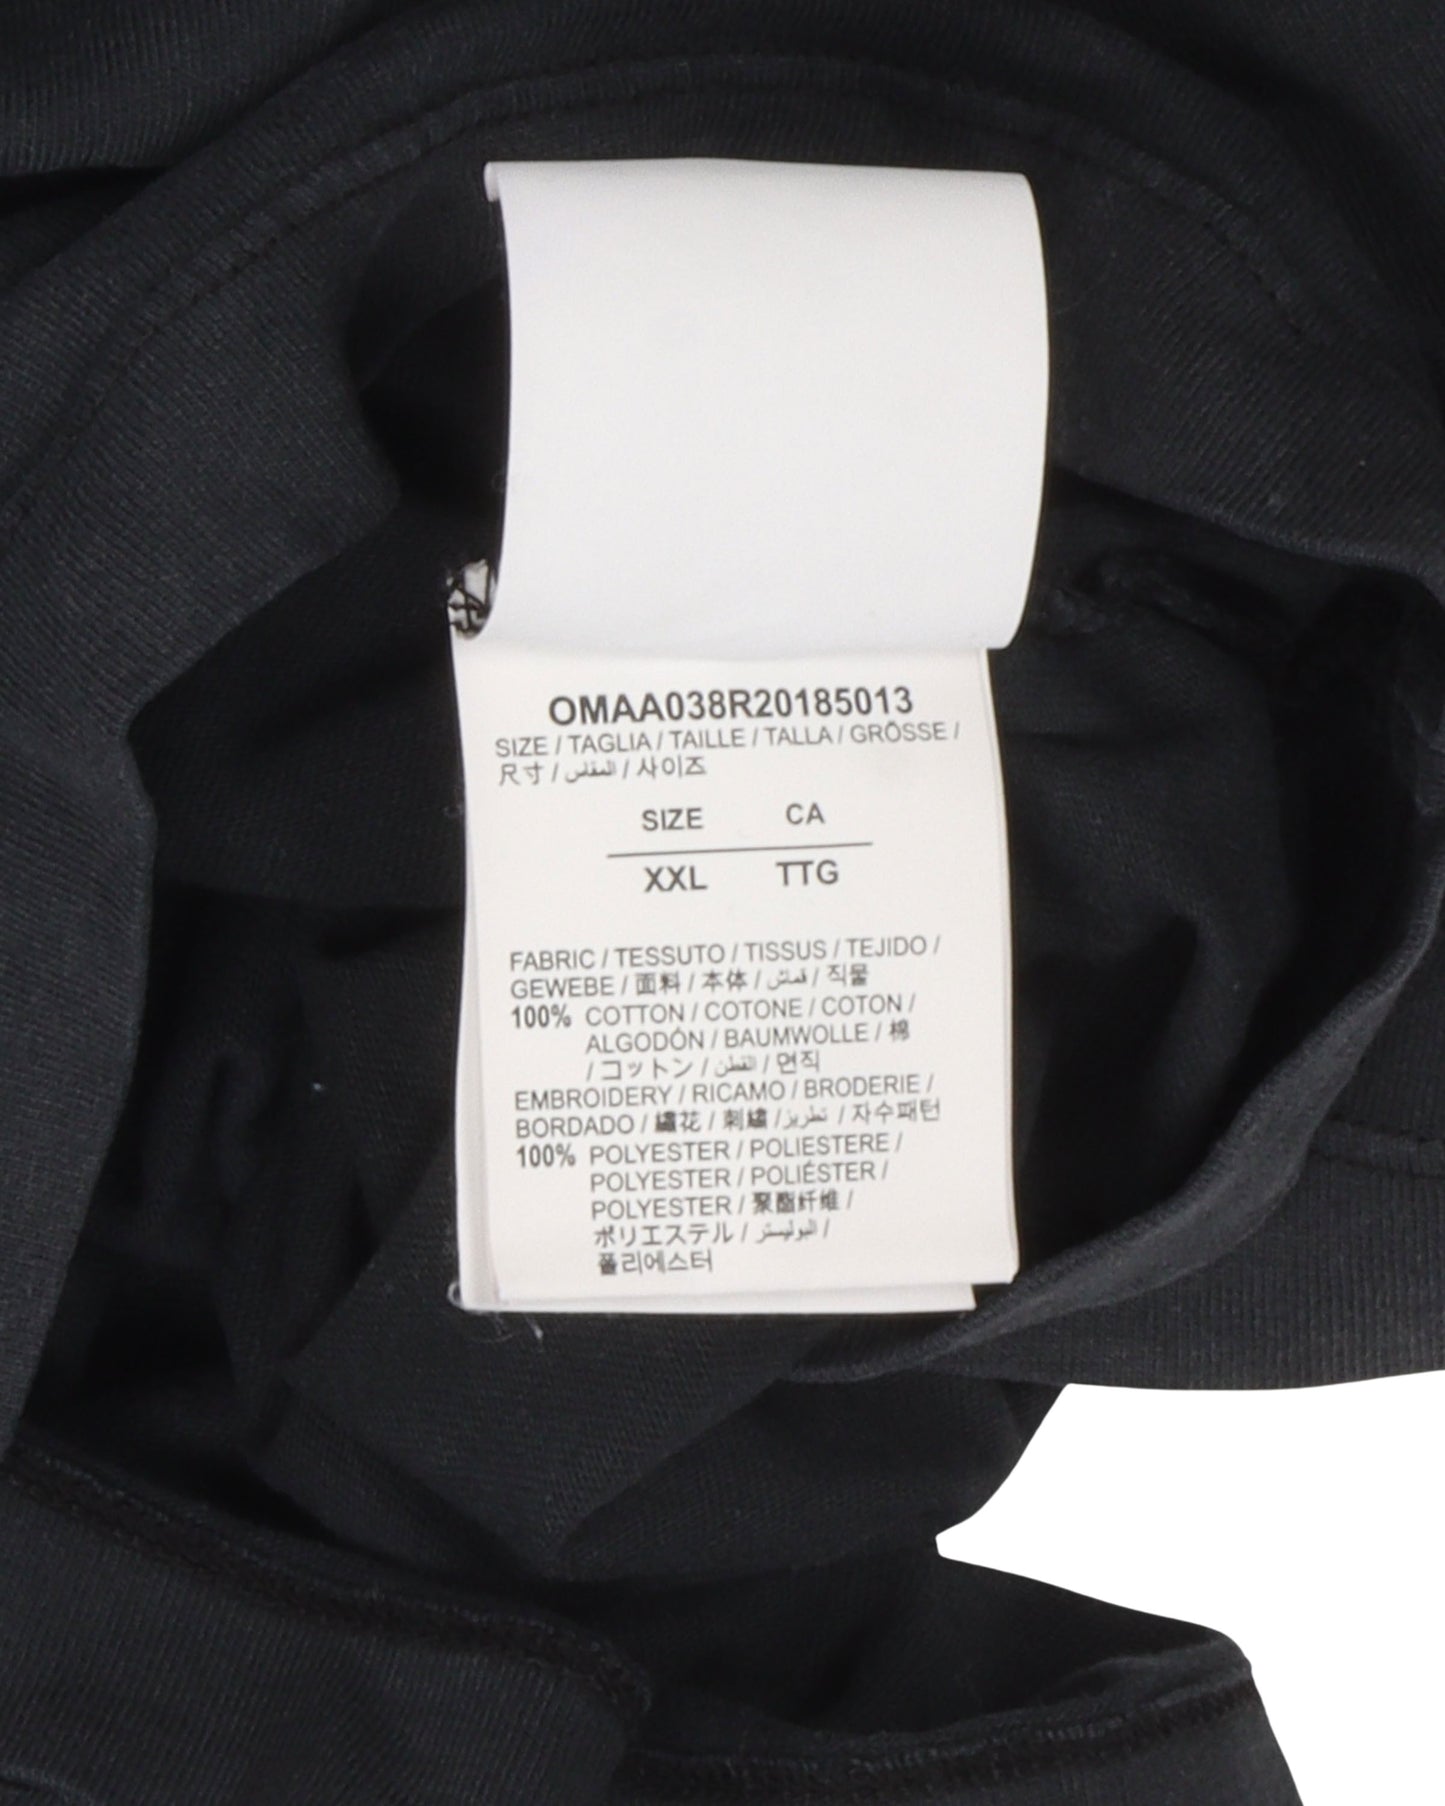 OMAA038R20185013
SIZE / TAGLIA / TAILLE / TALLA / GRÖSSE /
尺寸 / المقاس / 사이즈
SIZE CA
XXL TTG
FABRIC / TESSUTO / TISSUS / TEJIDO /
GEWEBE / 面料 / 本体 / قماش / 직물
100% COTTON / COTONE / COTON /
ALGODÓN / BAUMWOLLE / 棉
/ コットン / القطن / 면직
EMBROIDERY / RICAMO / BRODERIE /
BORDADO / 繡花 / 刺繡 / تطريز / 자수패턴
100% POLYESTER / POLIESTERE /
POLYESTER / POLIÉSTER /
POLYESTER / 聚酯纤维 /
ポリエステル / البوليستر /
폴리에스터